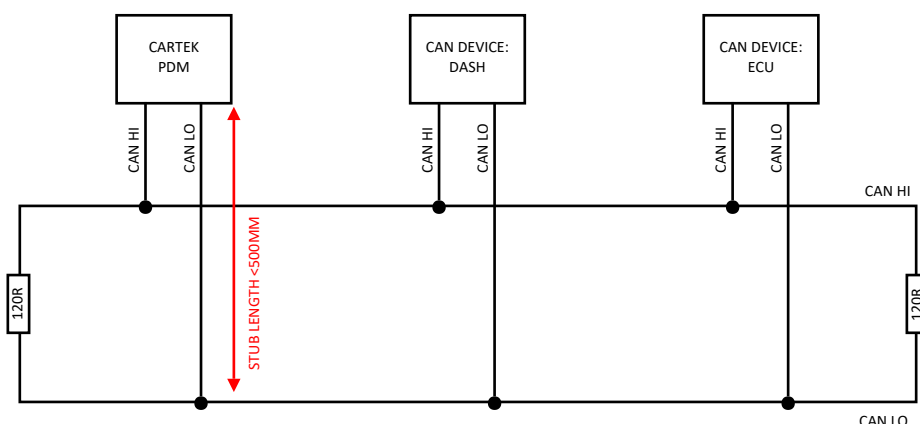 CARTEK
PDM
CAN DEVICE:
DASH
CAN DEVICE:
ECU
CAN HI
CAN LO
CAN HI
CAN LO
CAN HI
CAN LO
CAN HI
STUB LENGTH <500MM
120R
120R
CAN LO